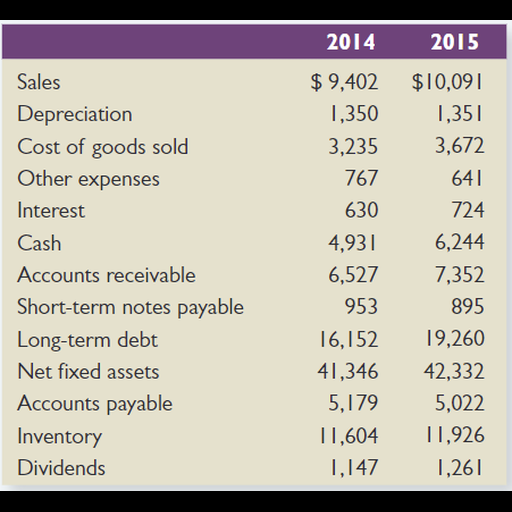 2014 2015
Sales $ 9,402 $10,091
Depreciation 1,350 1,351
Cost of goods sold 3,235 3,672
Other expenses 767 641
Interest 630 724
Cash 4,931 6,244
Accounts receivable 6,527 7,352
Short-term notes payable 953 895
Long-term debt 16,152 19,260
Net fixed assets 41,346 42,332
Accounts payable 5,179 5,022
Inventory 11,604 11,926
Dividends 1,147 1,261